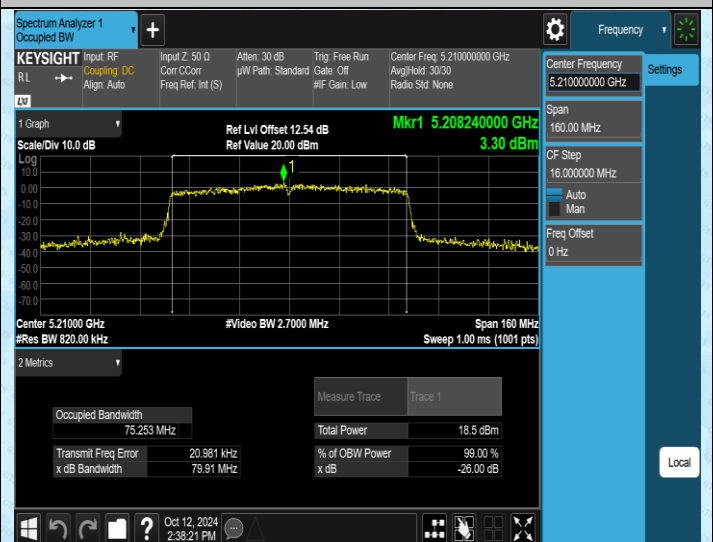 Spectrum Analyzer 1
Occupied BW
+
Frequency
KEYSIGHT
RL
Input: RF
Coupling: DC
Align: Auto
Input Z: 50 Ω
Corr CCorr
Freq Ref: Int (S)
Atten: 30 dB
µW Path: Standard
Trig: Free Run
Gate: Off
#IF Gain: Low
Center Freq: 5.210000000 GHz
Avg|Hold: 30/30
Radio Std: None
LXI
Center Frequency
5.210000000 GHz
Settings
Span
160.00 MHz
CF Step
16.000000 MHz
Auto
Man
Freq Offset
0 Hz
1 Graph
Scale/Div 10.0 dB
Ref Lvl Offset 12.54 dB
Ref Value 20.00 dBm
Mkr1 5.208240000 GHz
3.30 dBm
Log
10.0
0.00
-10.0
-20.0
-30.0
-40.0
-50.0
-60.0
-70.0
1
Center 5.21000 GHz
#Res BW 820.00 kHz
#Video BW 2.7000 MHz
Span 160 MHz
Sweep 1.00 ms (1001 pts)
2 Metrics
Measure Trace
Trace 1
Occupied Bandwidth
75.253 MHz
Total Power
18.5 dBm
Transmit Freq Error
20.981 kHz
% of OBW Power
99.00 %
x dB Bandwidth
79.91 MHz
x dB
-26.00 dB
Local
?
Oct 12, 2024
2:38:21 PM